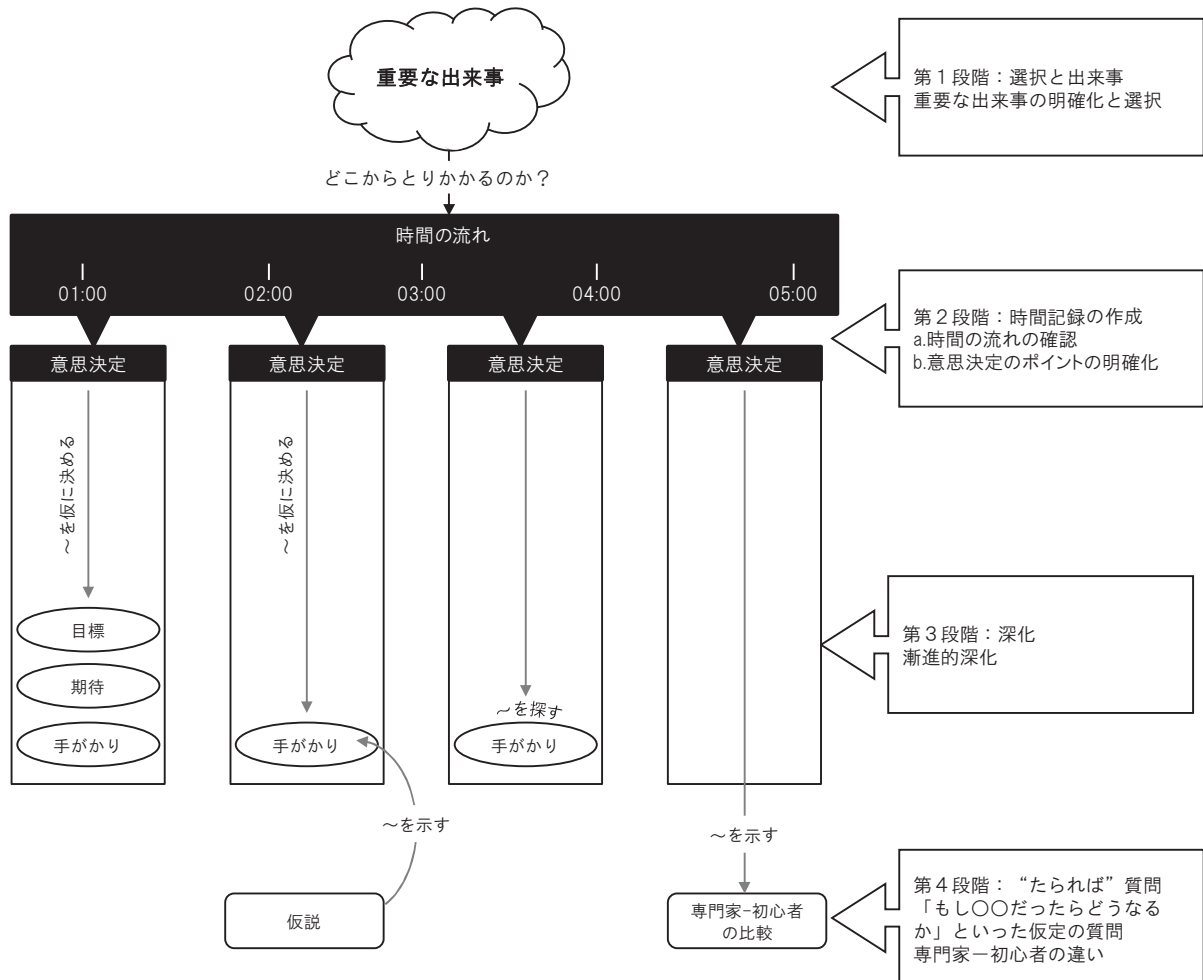 重要な出来事
第1段階：選択と出来事
重要な出来事の明確化と選択
どこからとりかかるのか？
時間の流れ
01:00
02:00
03:00
04:00
05:00
第2段階：時間記録の作成
a.時間の流れの確認
b.意思決定のポイントの明確化
意思決定
意思決定
意思決定
意思決定
～を仮に決める
～を仮に決める
目標
期待
手がかり
手がかり
～を探す
手がかり
第3段階：深化
漸進的深化
～を示す
～を示す
仮説
専門家−初心者
の比較
第4段階：“たられば”質問
「もし〇〇だったらどうなる
か」といった仮定の質問
専門家－初心者の違い